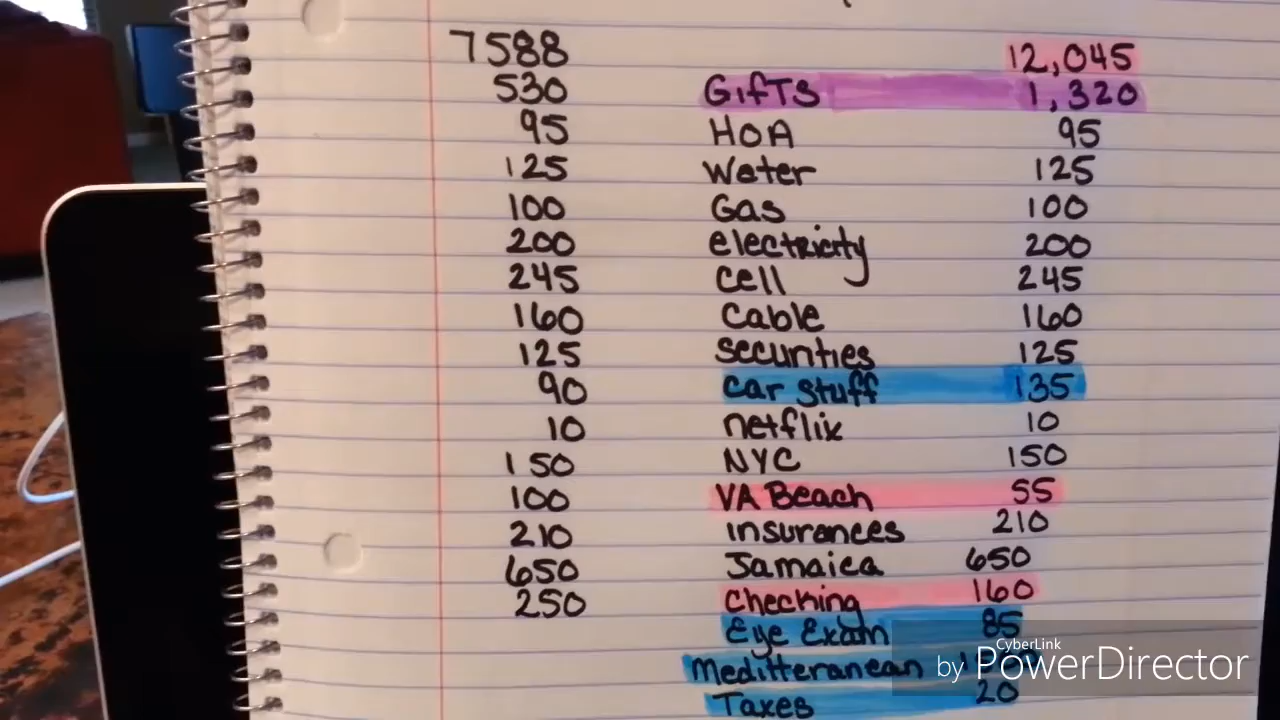 7588 12,045
530 GifTS 1,320
95 HOA 95
125 Water 125
100 Gas 100
200 electricity 200
245 cell 245
160 cable 160
125 securities 125
90 car stuff 135
10 netflix 10
150 NYC 150
100 VA Beach 55
210 insurances 210
650 Jamaica 650
250 checking 160
Eye Exam 85
Meditteranean
Taxes 20
CyberLink
by PowerDirector